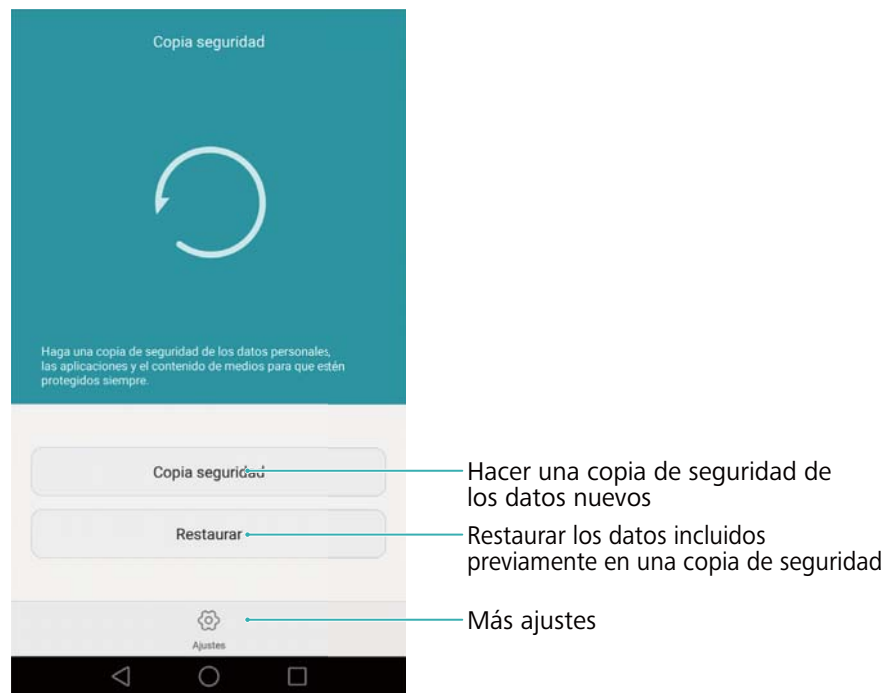 Copia seguridad
Haga una copia de seguridad de los datos personales,
las aplicaciones y el contenido de medios para que estén
protegidos siempre.
Copia seguridad
Hacer una copia de seguridad de
los datos nuevos
Restaurar
Restaurar los datos incluidos
previamente en una copia de seguridad
Más ajustes
Ajustes